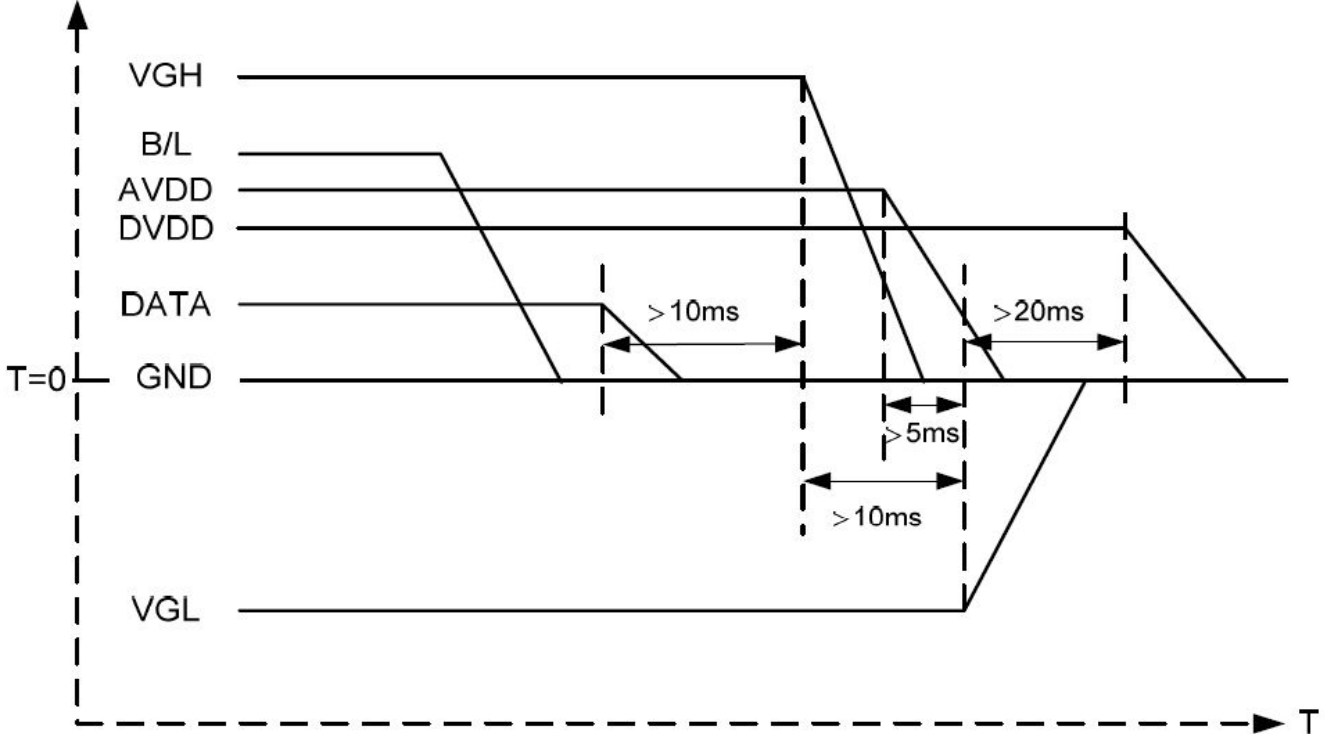 VGH
B/L
AVDD
DVDD
DATA
>10ms
>20ms
T=0
GND
>5ms
>10ms
VGL
T